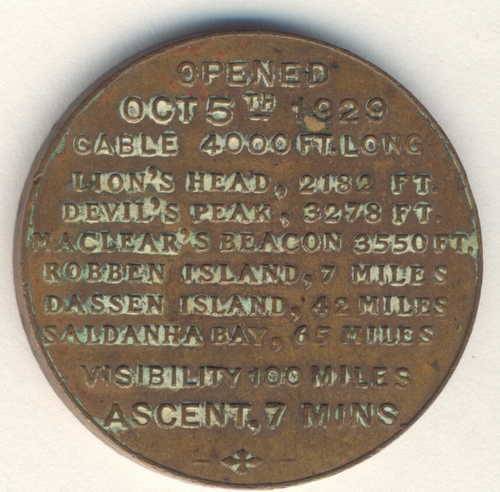 OPENED
OCT 5TH 1929
CABLE 4000 FT. LONG
LION'S HEAD, 2182 FT.
DEVIL'S PEAK, 3278 FT.
MACLEAR'S BEACON 3550 FT.
ROBBEN ISLAND, 7 MILES
DASSEN ISLAND, 42 MILES
SALDANHA BAY, 65 MILES
VISIBILITY 100 MILES
ASCENT, 7 MINS